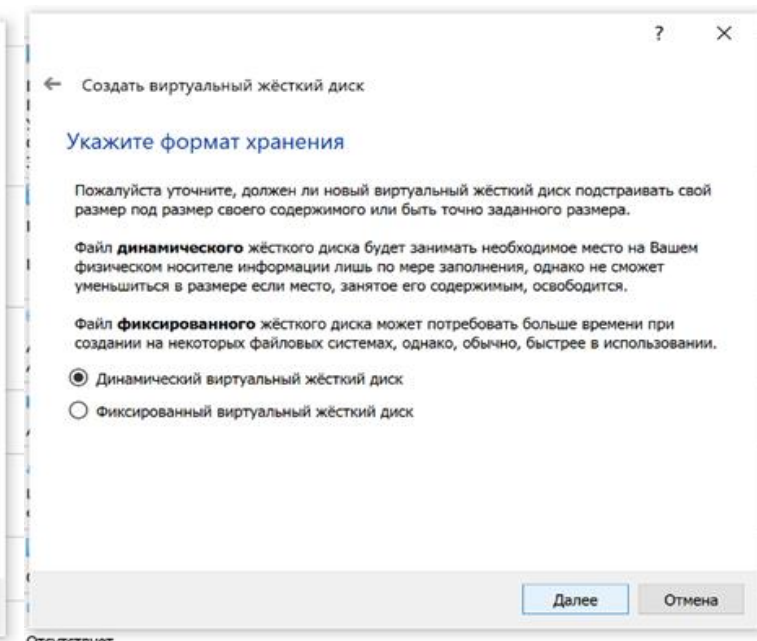 ?
Создать виртуальный жёсткий диск
Укажите формат хранения
Пожалуйста уточните, должен ли новый виртуальный жёсткий диск подстраивать свой
размер под размер своего содержимого или быть точно заданного размера.
Файл динамического жёсткого диска будет занимать необходимое место на Вашем
физическом носителе информации лишь по мере заполнения, однако не сможет
уменьшиться в размере если место, занятое его содержимым, освободится.
Файл фиксированного жёсткого диска может потребовать больше времени при
создании на некоторых файловых системах, однако, обычно, быстрее в использовании.
Динамический виртуальный жёсткий диск
Фиксированный виртуальный жёсткий диск
Далее
Отмена